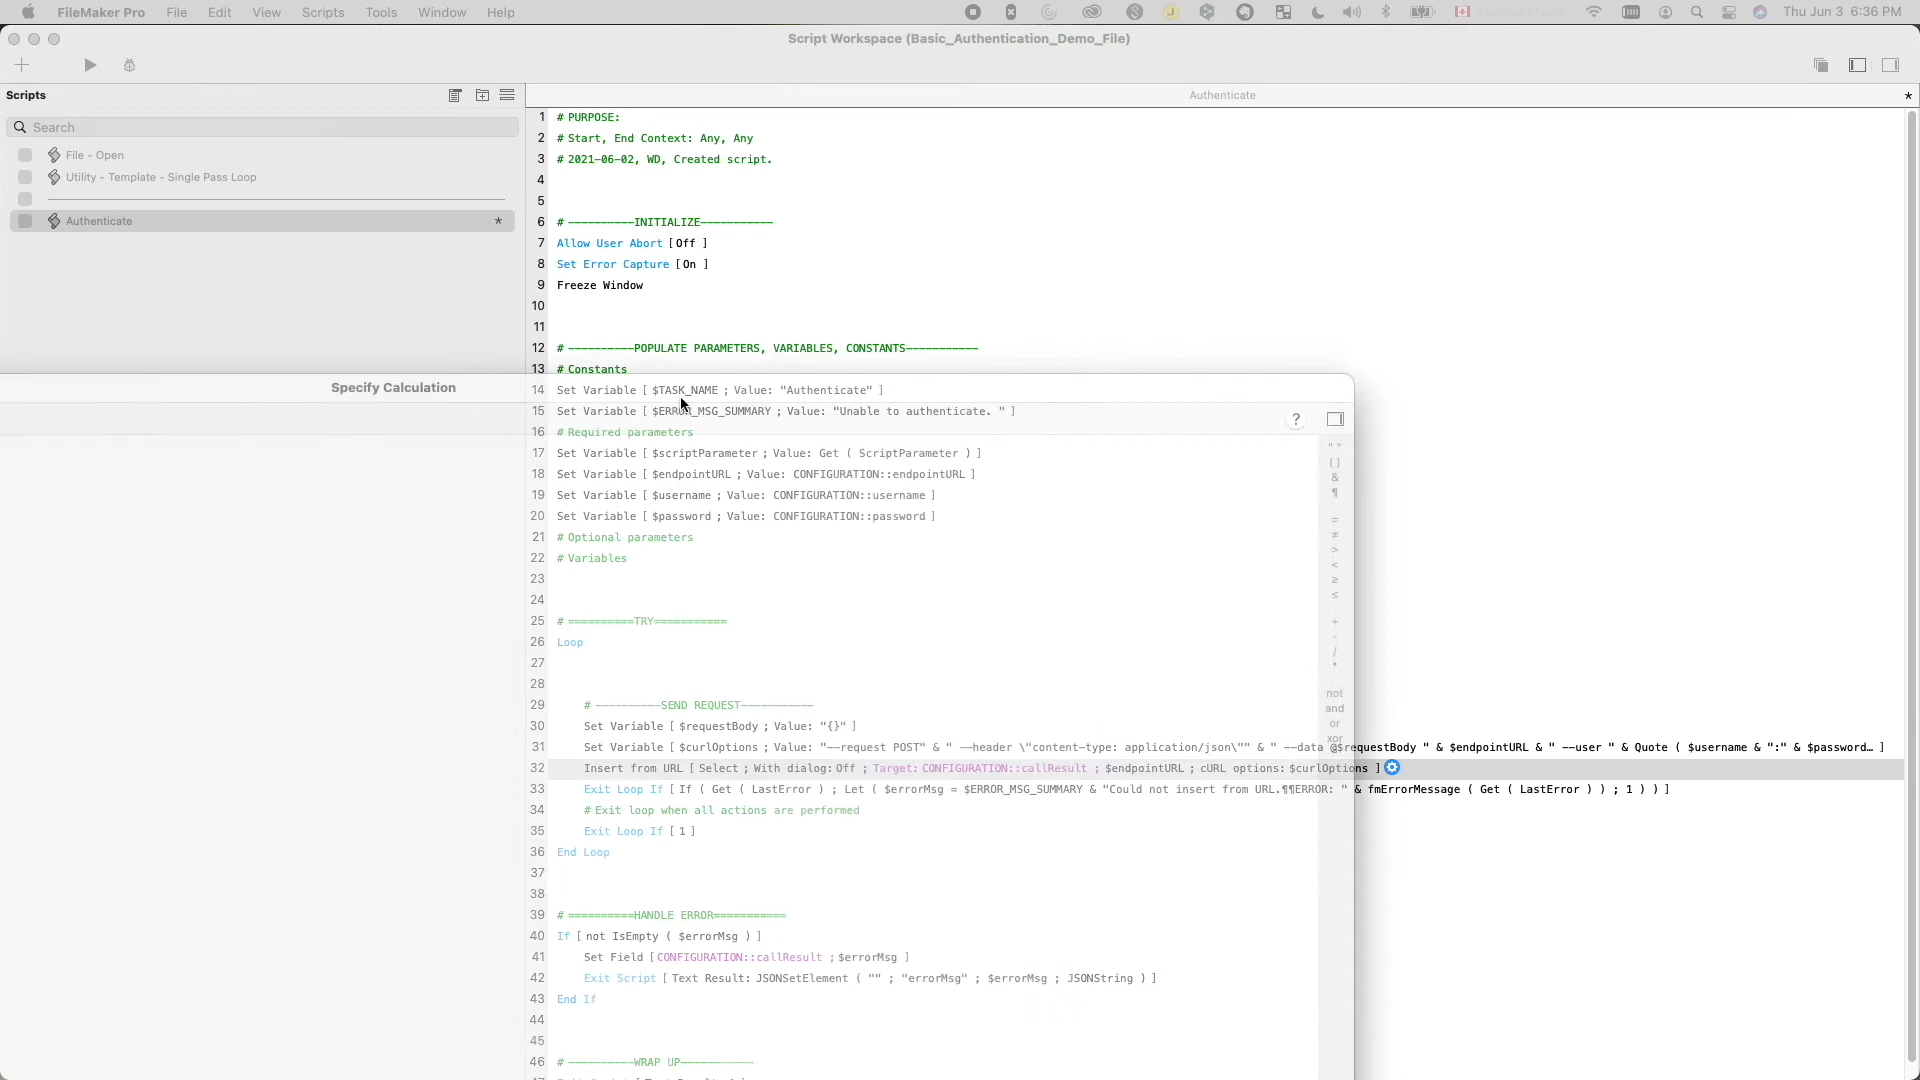 FileMaker Pro File Edit View Scripts Tools Window Help Thu Jun 3 6:36 PM
Script Workspace (Basic_Authentication_Demo_File)
Scripts
Authenticate *
Search
File - Open
Utility - Template - Single Pass Loop
Authenticate *
1 # PURPOSE:
2 # Start, End Context: Any, Any
3 # 2021-06-02, WD, Created script.
4
5
6 # ----------INITIALIZE-----------
7 Allow User Abort [ Off ]
8 Set Error Capture [ On ]
9 Freeze Window
10
11
12 # ----------POPULATE PARAMETERS, VARIABLES, CONSTANTS-----------
13 # Constants
Specify Calculation
14 Set Variable [ $TASK_NAME ; Value: "Authenticate" ]
15 Set Variable [ $ERROR_MSG_SUMMARY ; Value: "Unable to authenticate. " ]
?
16 # Required parameters
17 Set Variable [ $scriptParameter ; Value: Get ( ScriptParameter ) ]
18 Set Variable [ $endpointURL ; Value: CONFIGURATION::endpointURL ]
19 Set Variable [ $username ; Value: CONFIGURATION::username ]
20 Set Variable [ $password ; Value: CONFIGURATION::password ]
21 # Optional parameters
22 # Variables
23
24
25 # ==========TRY===========
26 Loop
27
28
29 # ----------SEND REQUEST-----------
30 Set Variable [ $requestBody ; Value: "{}" ]
31 Set Variable [ $curlOptions ; Value: "--request POST" & " --header \"content-type: application/json\"" & " --data @$requestBody " & $endpointURL & " --user " & Quote ( $username & ":" & $password… ]
32 Insert from URL [ Select ; With dialog: Off ; Target: CONFIGURATION::callResult ; $endpointURL ; cURL options: $curlOptions ]
33 Exit Loop If [ If ( Get ( LastError ) ; Let ( $errorMsg = $ERROR_MSG_SUMMARY & "Could not insert from URL.¶¶ERROR: " & fmErrorMessage ( Get ( LastError ) ) ; 1 ) ) ]
34 # Exit loop when all actions are performed
35 Exit Loop If [ 1 ]
36 End Loop
37
38
39 # ==========HANDLE ERROR===========
40 If [ not IsEmpty ( $errorMsg ) ]
41 Set Field [ CONFIGURATION::callResult ; $errorMsg ]
42 Exit Script [ Text Result: JSONSetElement ( "" ; "errorMsg" ; $errorMsg ; JSONString ) ]
43 End If
44
45
46 # ----------WRAP UP-----------
" "
( )
&
¶
=
≠
>
<
≥
≤
+
-
/
*
not
and
or
xor